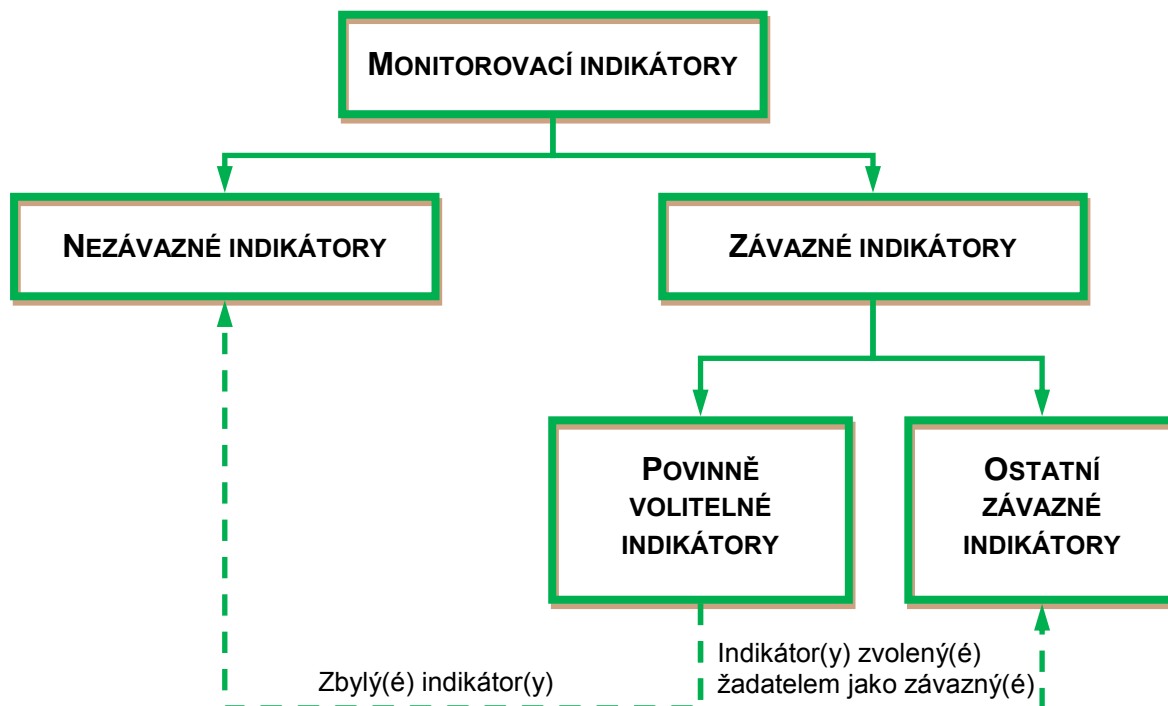 MONITOROVACÍ INDIKÁTORY
NEZÁVAZNÉ INDIKÁTORY
ZÁVAZNÉ INDIKÁTORY
POVINNĚ
VOLITELNÉ
INDIKÁTORY
OSTATNÍ
ZÁVAZNÉ
INDIKÁTORY
Zbylý(é) indikátor(y)
Indikátor(y) zvolený(é)
žadatelem jako závazný(é)